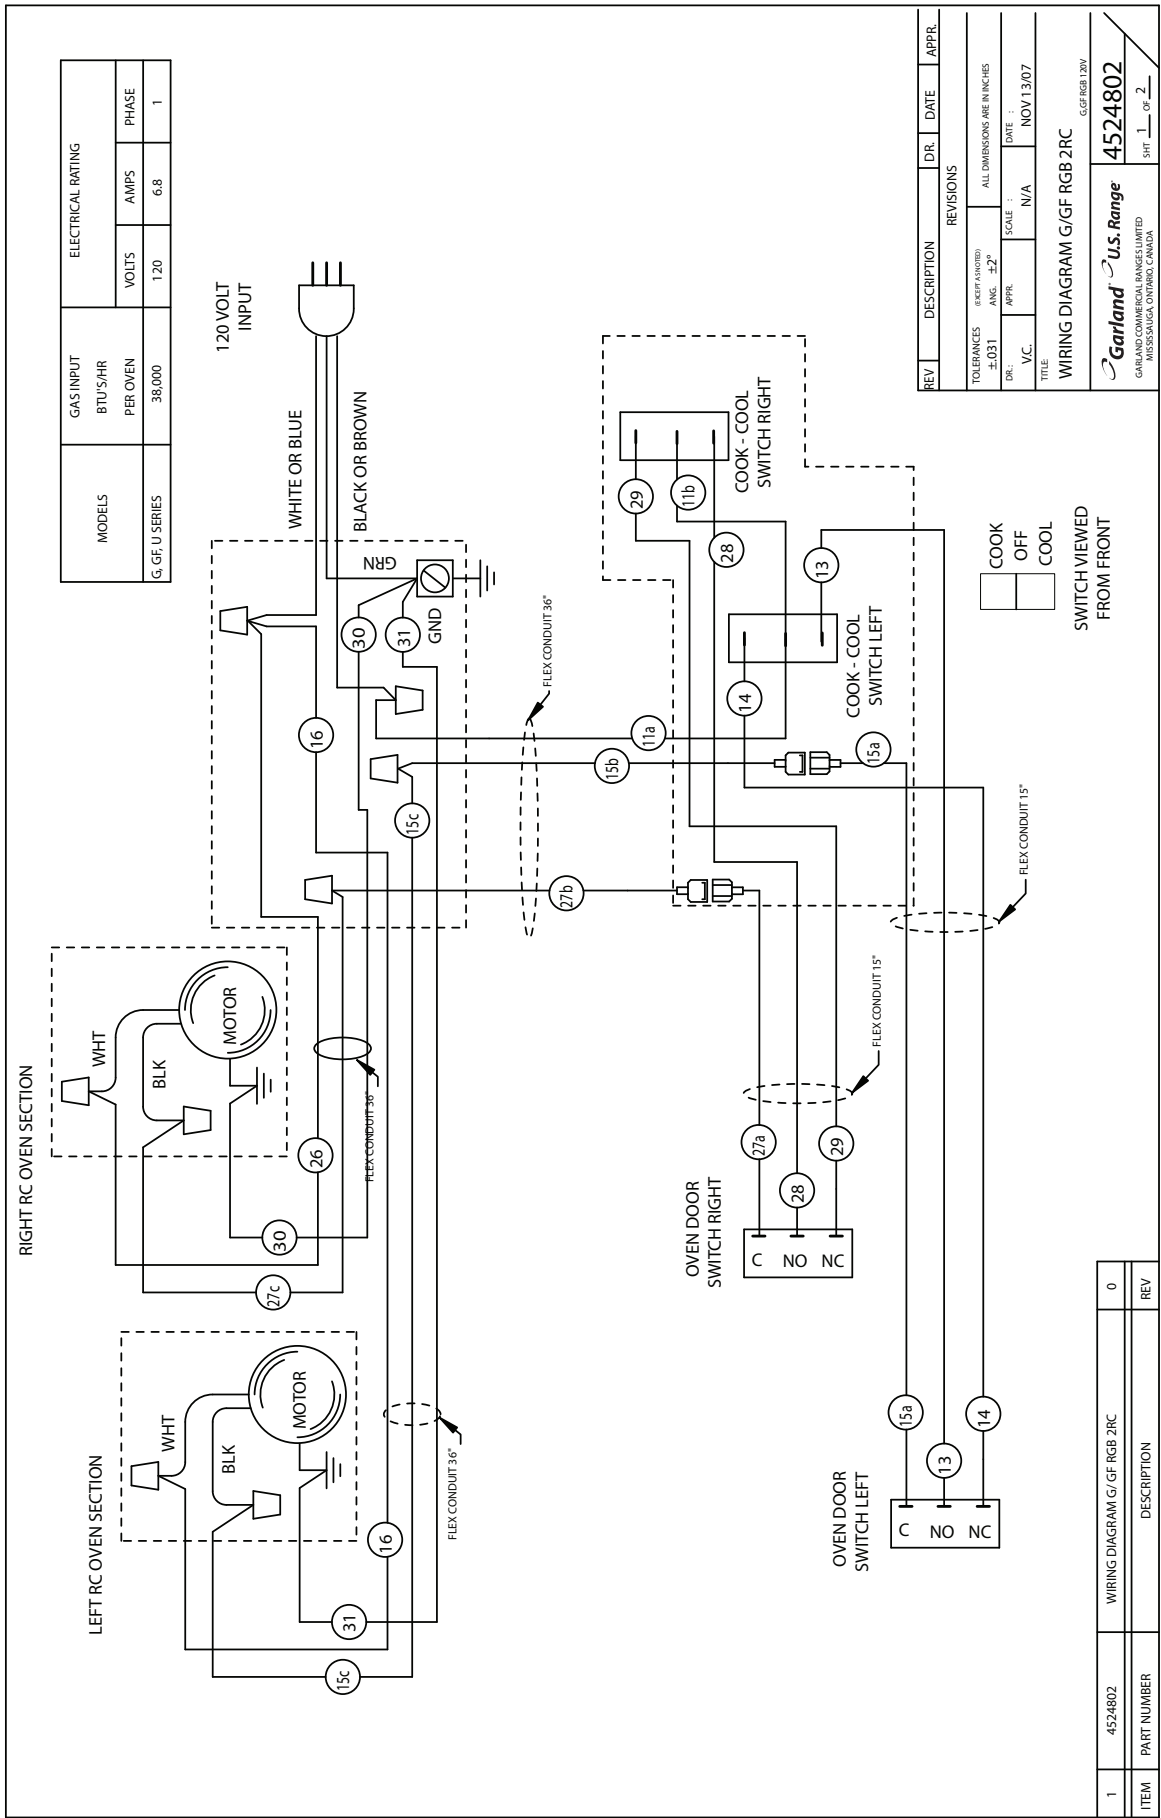 MODELS
GAS INPUT
BTU'S/HR
PER OVEN
ELECTRICAL RATING
VOLTS
AMPS
PHASE
G, GF, U SERIES
38,000
120
6.8
1
RIGHT RC OVEN SECTION
WHT
BLK
MOTOR
30
27c
26
FLEX CONDUIT 36"
LEFT RC OVEN SECTION
WHT
BLK
MOTOR
31
15c
16
FLEX CONDUIT 36"
120 VOLT
INPUT
WHITE OR BLUE
BLACK OR BROWN
GRN
GND
16
30
31
15c
FLEX CONDUIT 36"
27b
15b
11a
COOK - COOL
SWITCH RIGHT
29
11b
28
COOK - COOL
SWITCH LEFT
14
13
15a
OVEN DOOR
SWITCH RIGHT
C
NO
NC
27a
28
29
FLEX CONDUIT 15"
OVEN DOOR
SWITCH LEFT
C
NO
NC
15a
13
14
FLEX CONDUIT 15"
COOK
OFF
COOL
SWITCH VIEWED
FROM FRONT
REV
DESCRIPTION
DR.
DATE
APPR.
REVISIONS
TOLERANCES
(EXCEPT AS NOTED)
±.031
ANG. ±2°
ALL DIMENSIONS ARE IN INCHES
DR.:
V.C.
APPR.
SCALE :
N/A
DATE :
NOV 13/07
TITLE:
WIRING DIAGRAM G/GF RGB 2RC
G,GF RGB 120V
Garland U.S. Range
GARLAND COMMERCIAL RANGES LIMITED
MISSISSAUGA, ONTARIO, CANADA
4524802
SHT 1 OF 2
1
4524802
WIRING DIAGRAM G/ GF RGB 2RC
0
ITEM
PART NUMBER
DESCRIPTION
REV